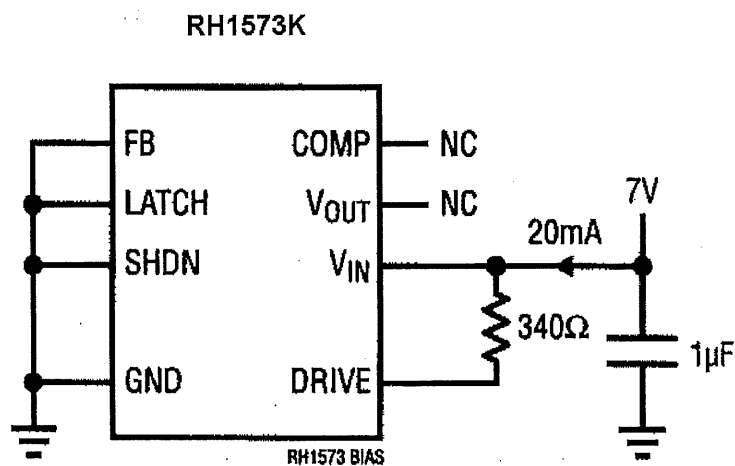 RH1573K
FB
COMP
NC
LATCH
VOUT
NC
7V
20mA
SHDN
VIN
340Ω
1µF
GND
DRIVE
RH1573 BIAS